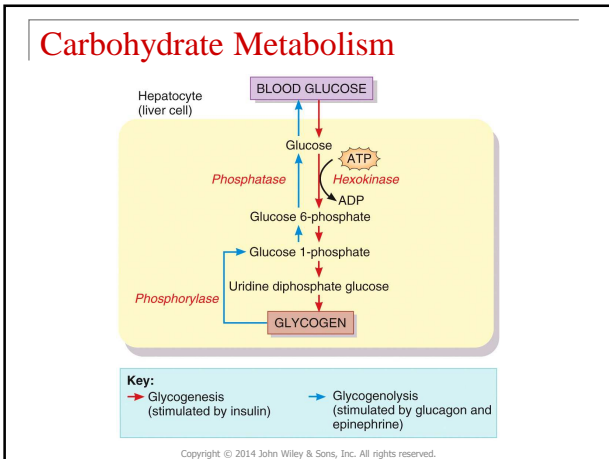 Carbohydrate Metabolism
BLOOD GLUCOSE
Hepatocyte
(liver cell)
Glucose
ATP
Phosphatase
Hexokinase
ADP
Glucose 6-phosphate
Glucose 1-phosphate
Uridine diphosphate glucose
Phosphorylase
GLYCOGEN
Key:
Glycogenesis
(stimulated by insulin)
Glycogenolysis
(stimulated by glucagon and
epinephrine)
Copyright © 2014 John Wiley & Sons, Inc. All rights reserved.